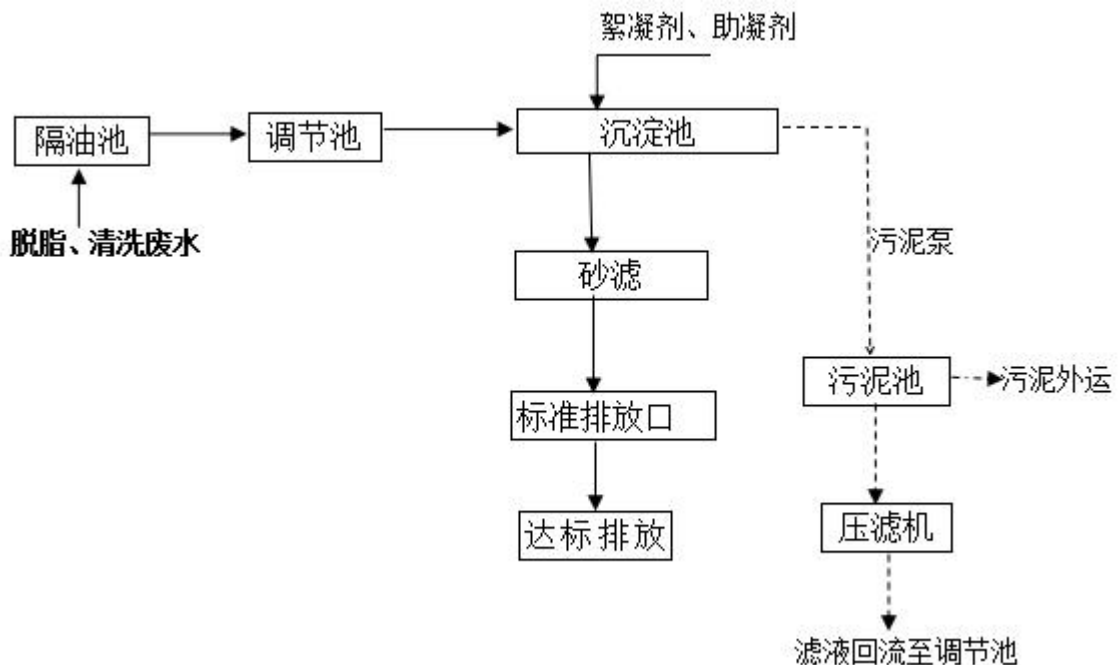 絮凝剂、助凝剂
隔油池
调节池
沉淀池
脱脂、清洗废水
污泥泵
砂滤
污泥池
污泥外运
标准排放口
压滤机
达标排放
滤液回流至调节池